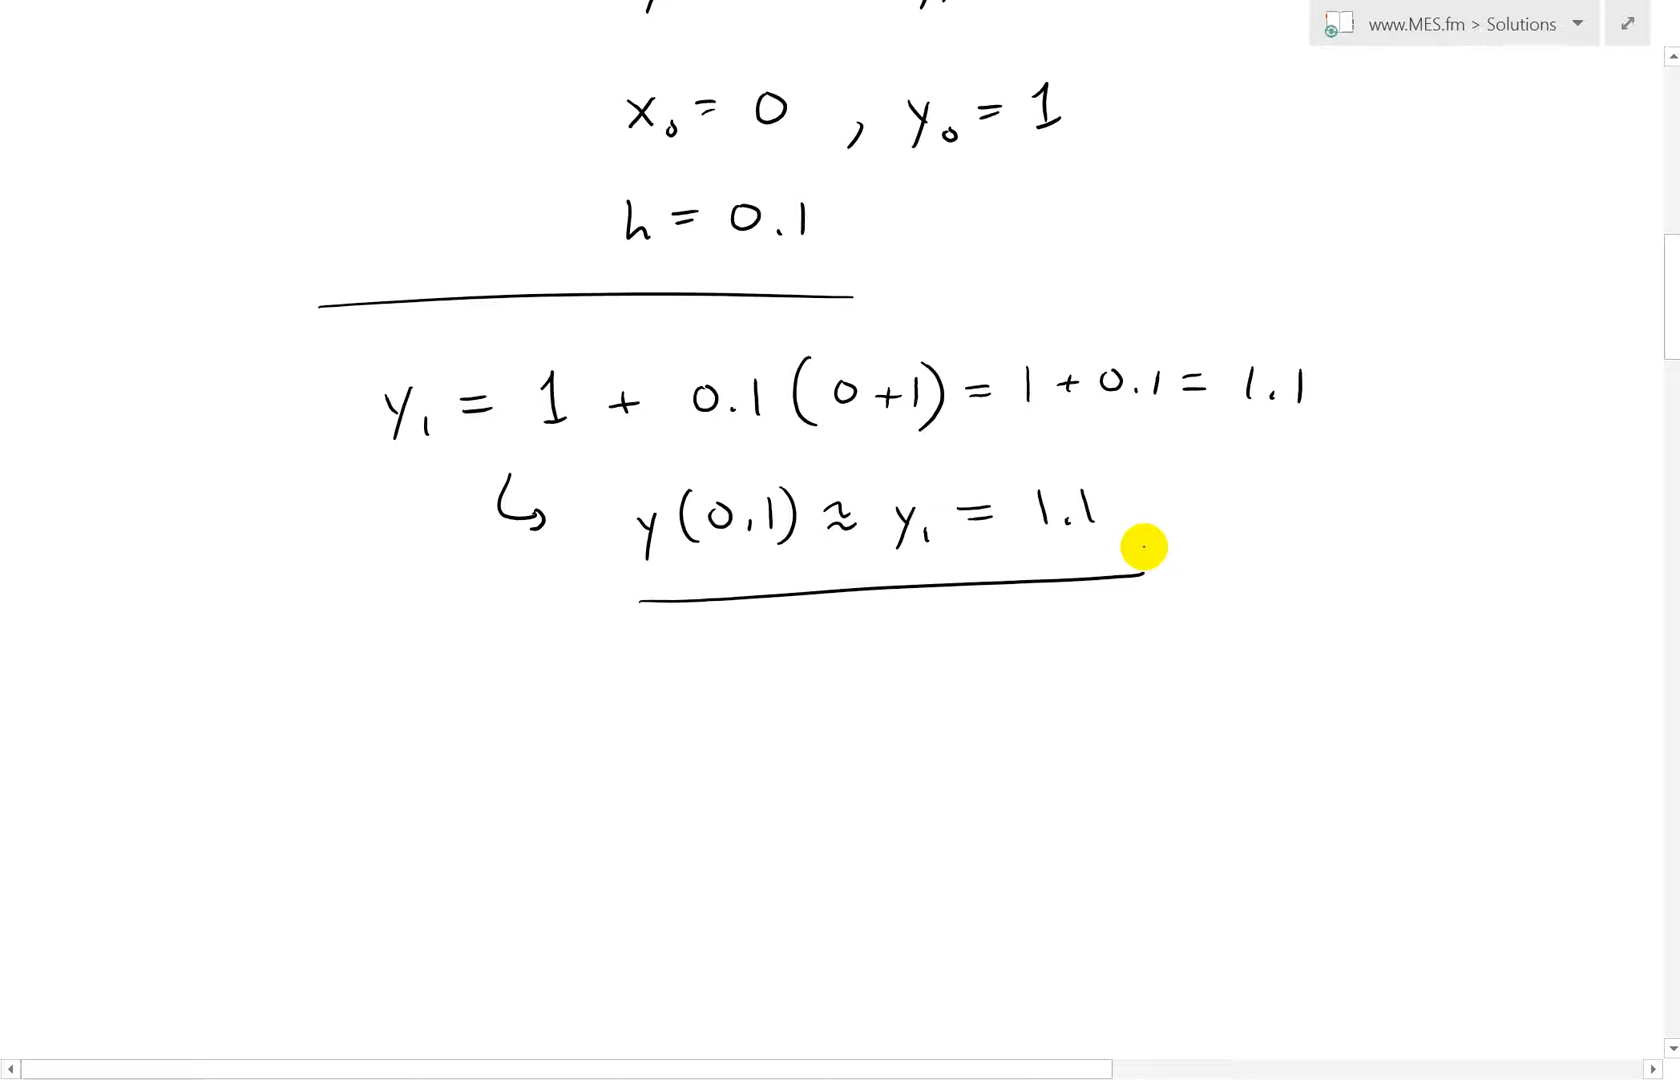 www.MES.fm > Solutions
x₀ = 0 , y₀ = 1
h = 0.1
y₁ = 1 + 0.1 (0+1) = 1 + 0.1 = 1.1
y(0.1) ≈ y₁ = 1.1